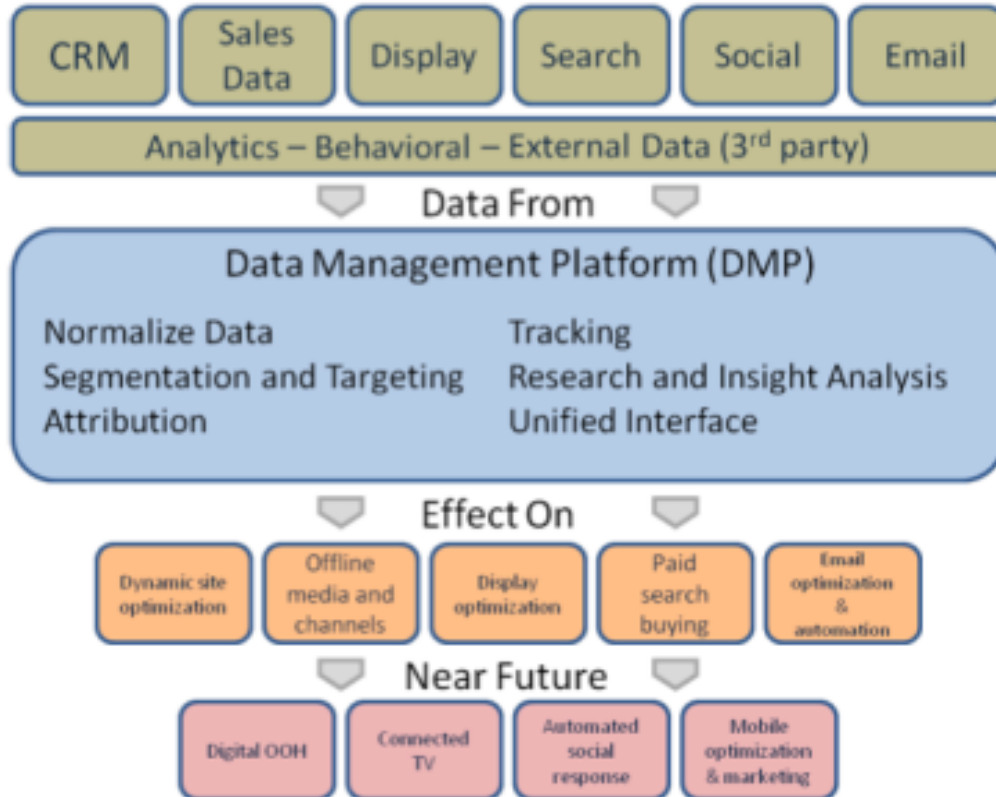 CRM
Sales
Data
Display
Search
Social
Email
Analytics – Behavioral – External Data (3rd party)
Data From
Data Management Platform (DMP)
Normalize Data
Segmentation and Targeting
Attribution
Tracking
Research and Insight Analysis
Unified Interface
Effect On
Dynamic site
optimization
Offline
media and
channels
Display
optimization
Paid
search
buying
Email
optimization
&
automation
Near Future
Digital OOH
Connected
TV
Automated
social
response
Mobile
optimization
& marketing